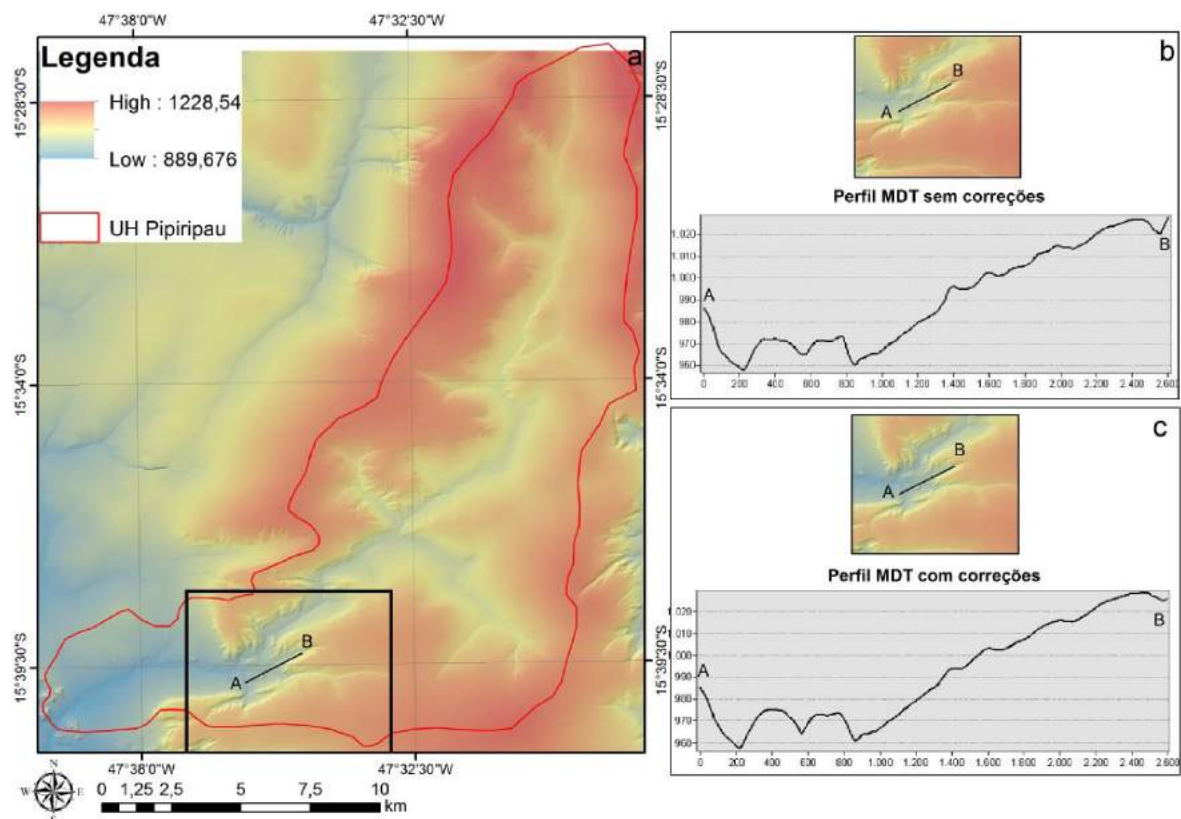 47°38'0"W
47°32'30"W
Legenda
a
High : 1228,54
Low : 889,676
UH Pipiripau
15°28'30"S
15°34'0"S
15°39'30"S
15°28'30"S
15°34'0"S
15°39'30"S
B
A
47°38'0"W
47°32'30"W
N
W
E
S
0 1,25 2,5 5 7,5 10
km
b
B
A
Perfil MDT sem correções
1.020
1.010
1.000
990
980
970
960
A
B
0 200 400 600 800 1.000 1.200 1.400 1.600 1.800 2.000 2.200 2.400 2.600
c
B
A
Perfil MDT com correções
1.020
1.010
1.000
990
980
970
960
A
B
0 200 400 600 800 1.000 1.200 1.400 1.600 1.800 2.000 2.200 2.400 2.600